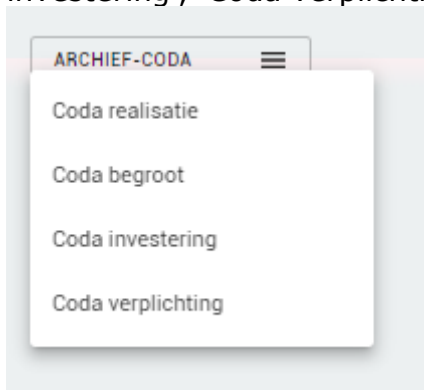 ARCHIEF-CODA
Coda realisatie
Coda begroot
Coda investering
Coda verplichting